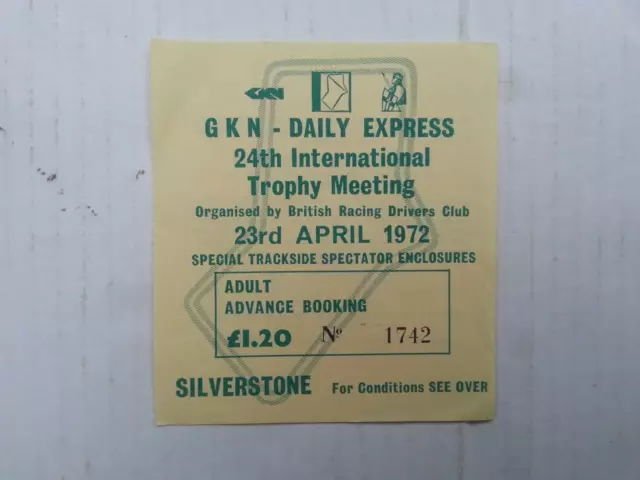 GKN
G K N - DAILY EXPRESS
24th International
Trophy Meeting
Organised by British Racing Drivers Club
23rd APRIL 1972
SPECIAL TRACKSIDE SPECTATOR ENCLOSURES
ADULT
ADVANCE BOOKING
£1.20 Nº 1742
SILVERSTONE For Conditions SEE OVER